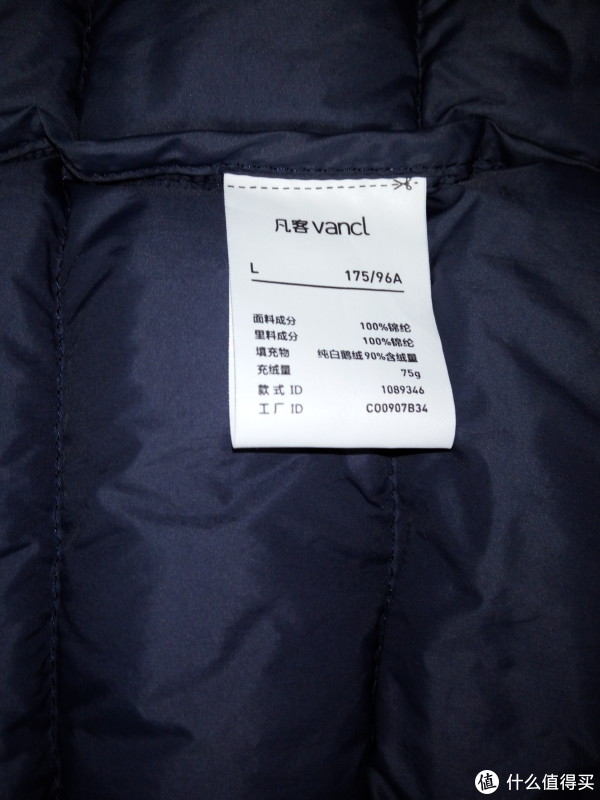 凡客vancl
L 175/96A
面料成分 100%锦纶
里料成分 100%锦纶
填充物 纯白鹅绒90%含绒量
充绒量 75g
款式 ID 1089346
工厂 ID C00907B34
值 什么值得买